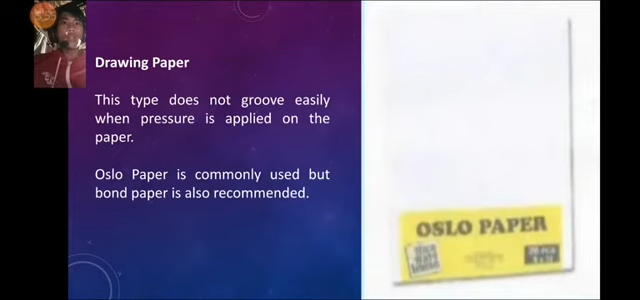 Drawing Paper
This type does not groove easily
when pressure is applied on the
paper.
Oslo Paper is commonly used but
bond paper is also recommended.
OSLO PAPER